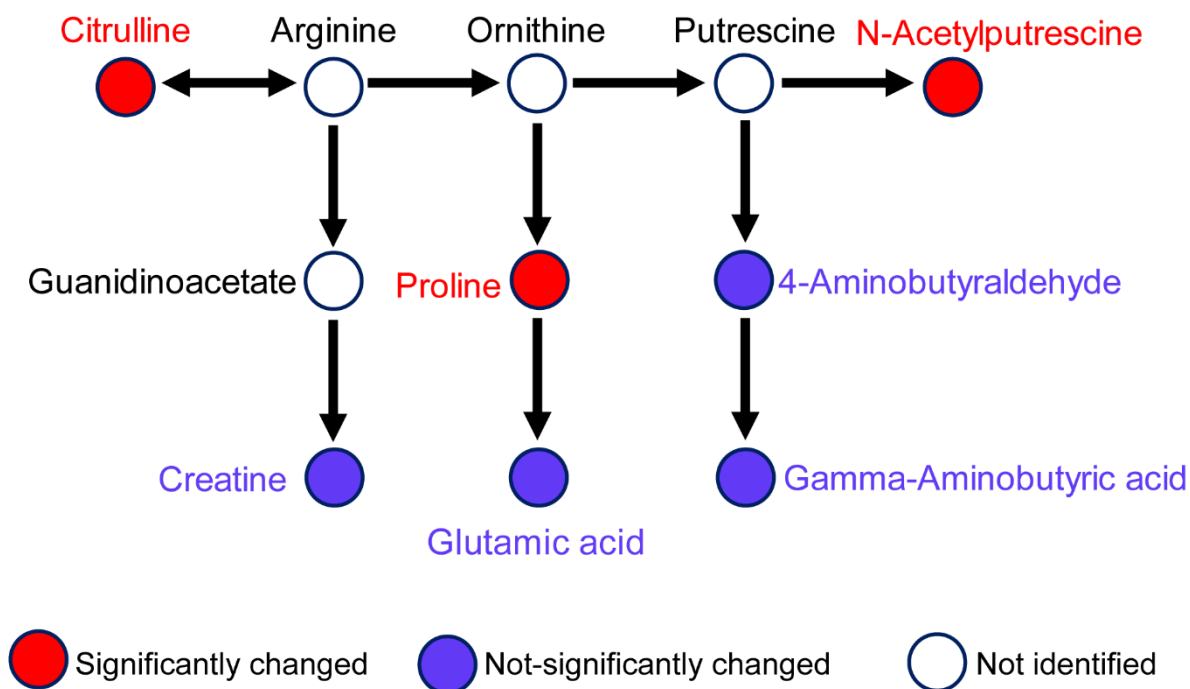 Citrulline
Arginine
Ornithine
Putrescine
N-Acetylputrescine
Guanidinoacetate
Proline
4-Aminobutyraldehyde
Creatine
Glutamic acid
Gamma-Aminobutyric acid
Significantly changed
Not-significantly changed
Not identified